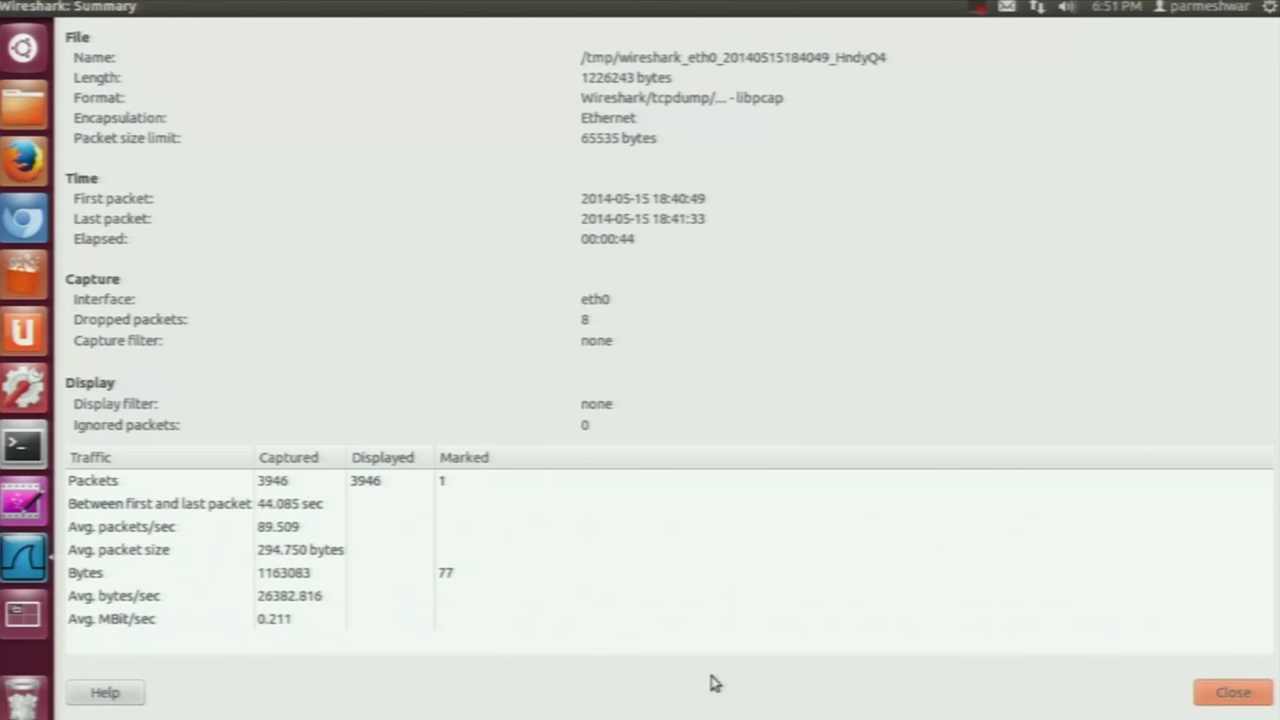 Wireshark: Summary 6:51 PM parmeshwar
File
Name: /tmp/wireshark_eth0_20140515184049_HndyQ4
Length: 1226243 bytes
Format: Wireshark/tcpdump/... - libpcap
Encapsulation: Ethernet
Packet size limit: 65535 bytes
Time
First packet: 2014-05-15 18:40:49
Last packet: 2014-05-15 18:41:33
Elapsed: 00:00:44
Capture
Interface: eth0
Dropped packets: 8
Capture filter: none
Display
Display filter: none
Ignored packets: 0
Traffic Captured Displayed Marked
Packets 3946 3946 1
Between first and last packet 44.085 sec
Avg. packets/sec 89.509
Avg. packet size 294.750 bytes
Bytes 1163083 77
Avg. bytes/sec 26382.816
Avg. MBit/sec 0.211
Help Close